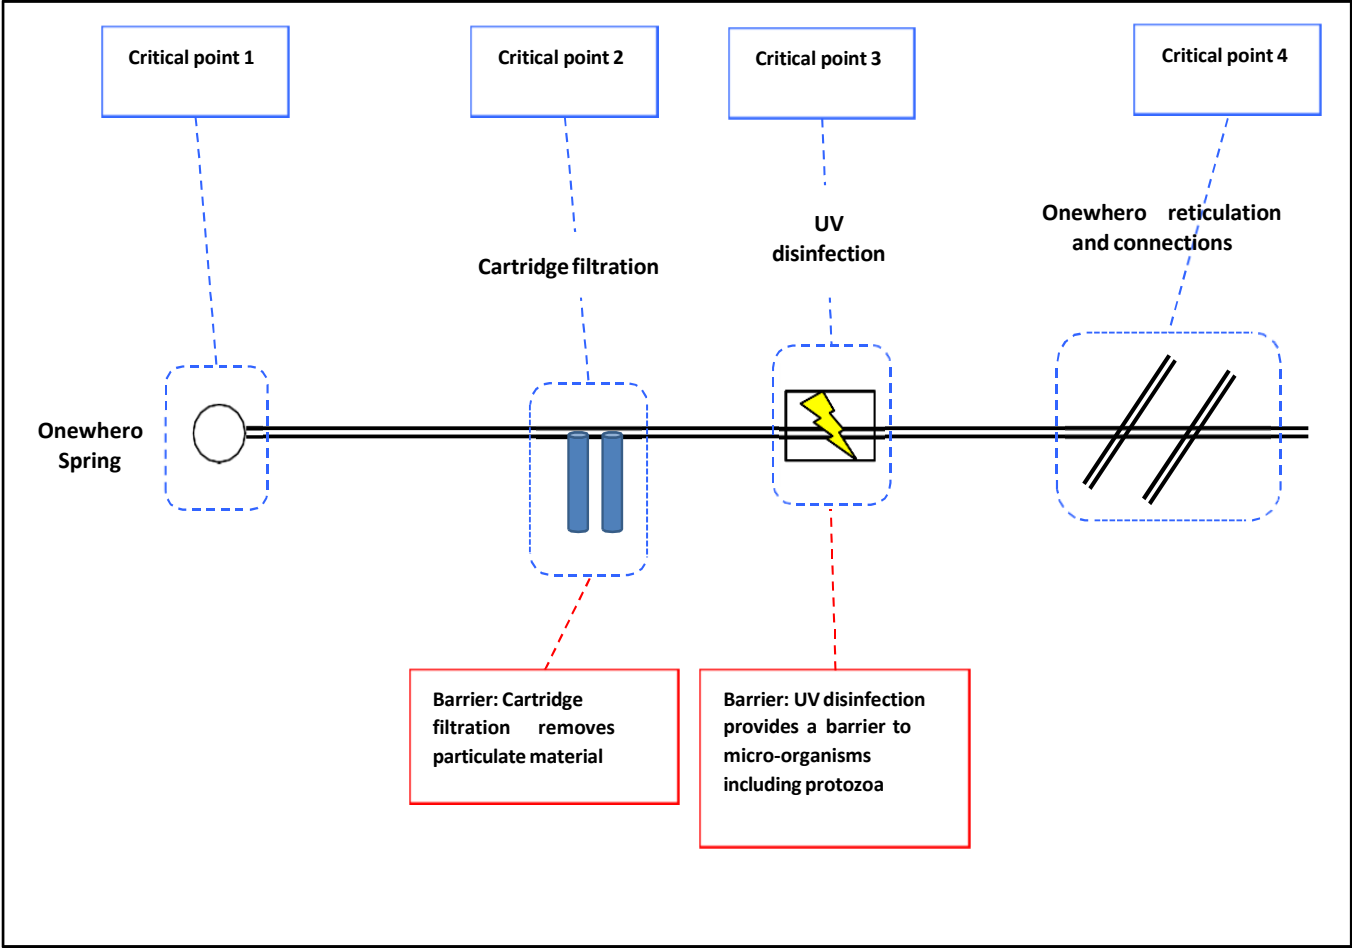 Critical point 1
Critical point 2
Critical point 3
Critical point 4
Onewhero reticulation
and connections
UV
disinfection
Cartridge filtration
Onewhero
Spring
Barrier: Cartridge
filtration removes
particulate material
Barrier: UV disinfection
provides a barrier to
micro-organisms
including protozoa